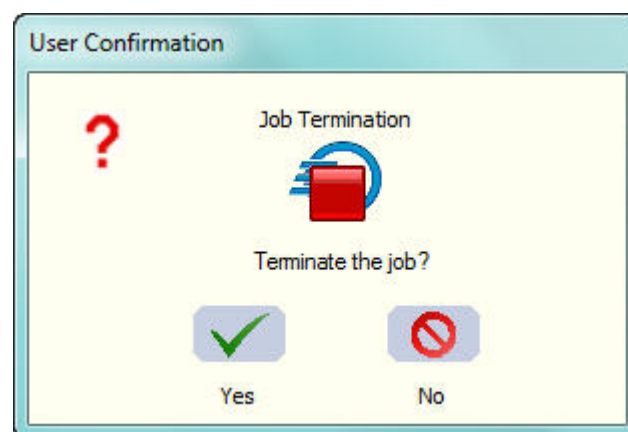 User Confirmation
Job Termination
Terminate the job?
Yes
No